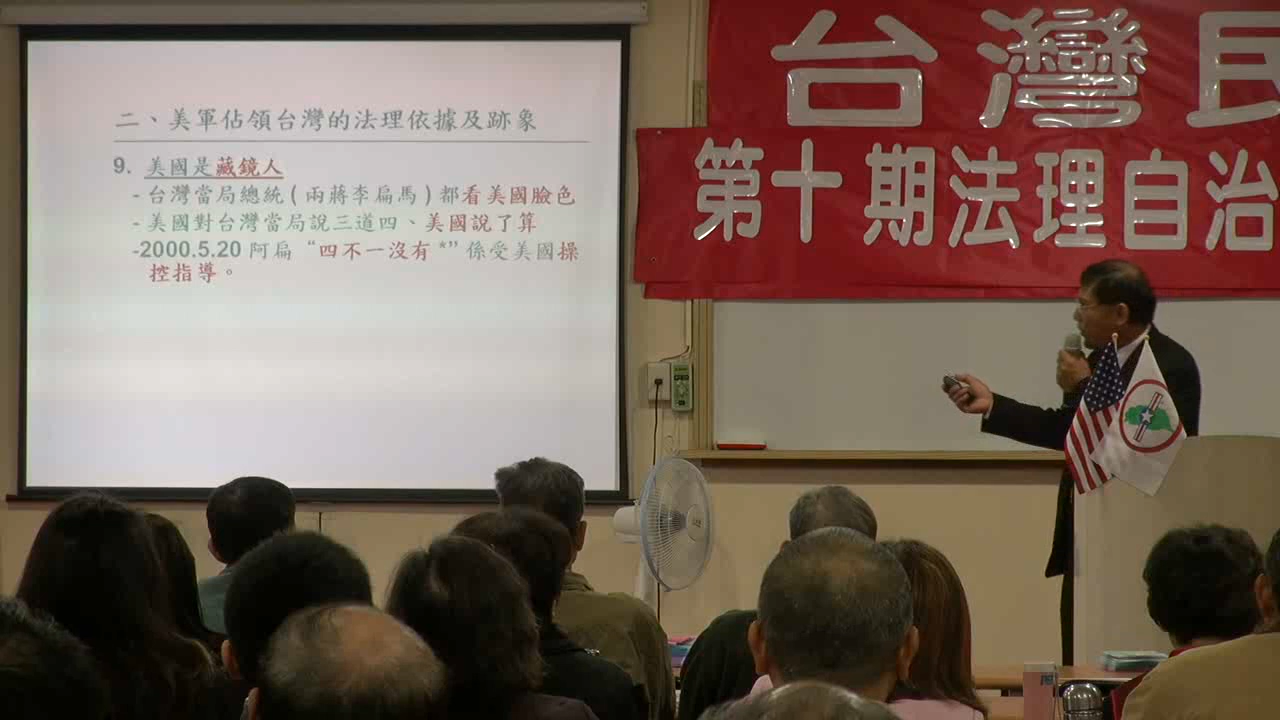 二、美軍佔領台灣的法理依據及跡象
9. 美國是藏鏡人
- 台灣當局總統(兩蔣李扁馬)都看美國臉色
- 美國對台灣當局說三道四、美國說了算
-2000.5.20 阿扁 “四不一沒有*” 係受美國操
控指導。
台灣民
第十期法理自治